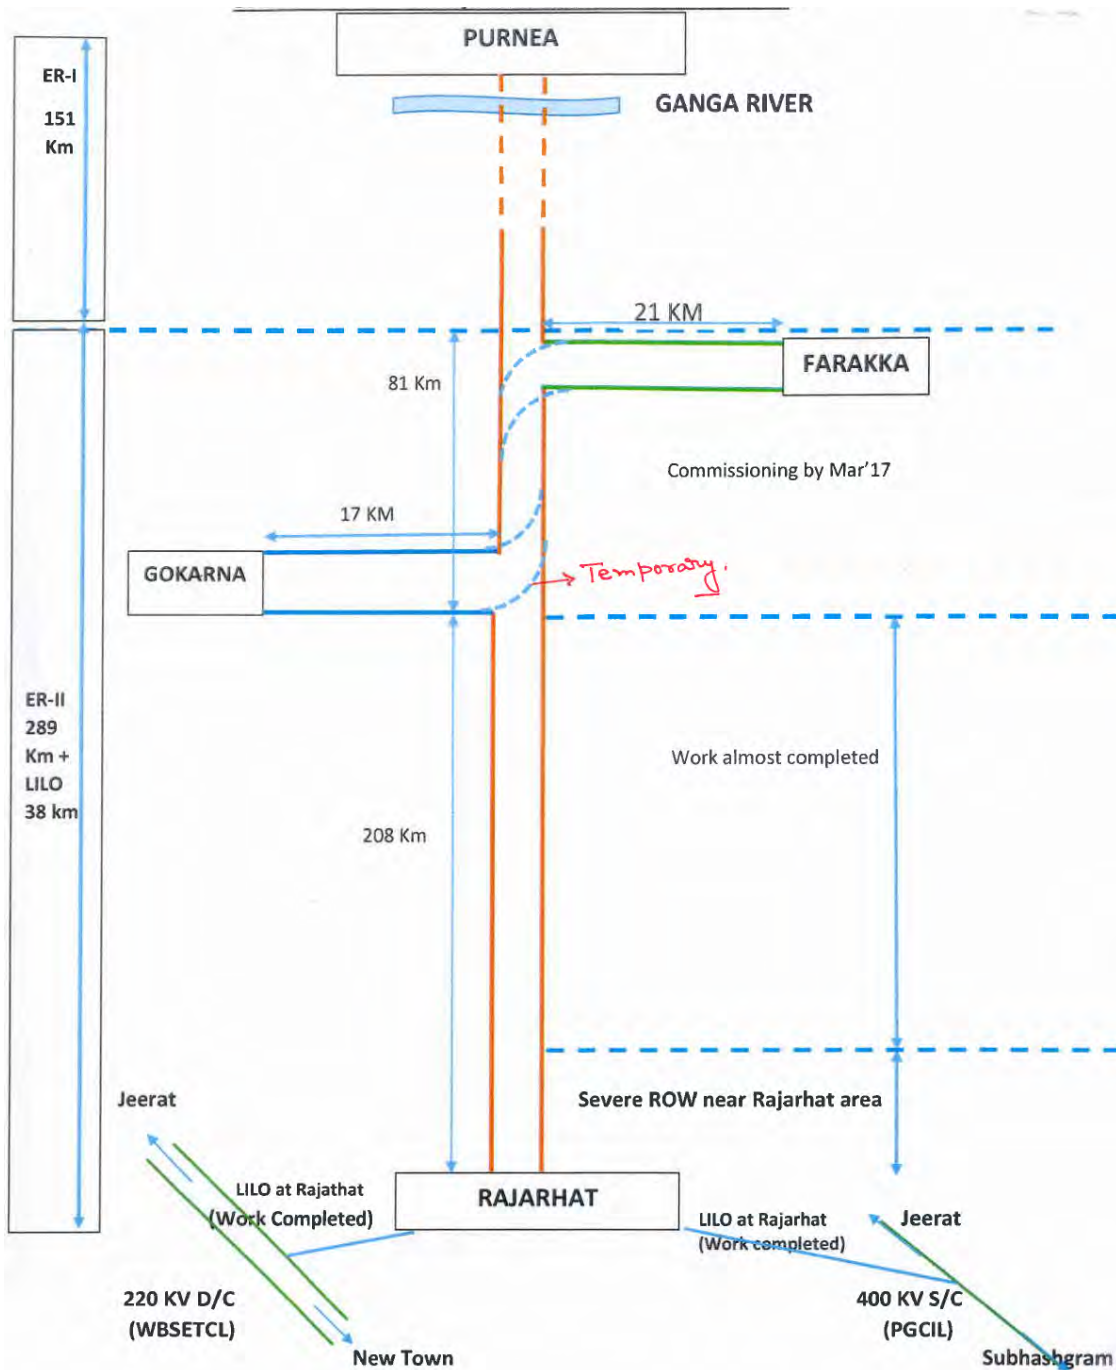 PURNEA
ER-I
151
Km
GANGA RIVER
21 KM
FARAKKA
81 Km
Commissioning by Mar'17
17 KM
GOKARNA
Temporary.
ER-II
289
Km +
LILO
38 km
Work almost completed
208 Km
Jeerat
Severe ROW near Rajarhat area
LILO at Rajathat
(Work Completed)
RAJARHAT
LILO at Rajarhat
(Work completed)
Jeerat
220 KV D/C
(WBSETCL)
400 KV S/C
(PGCIL)
New Town
Subhashgram